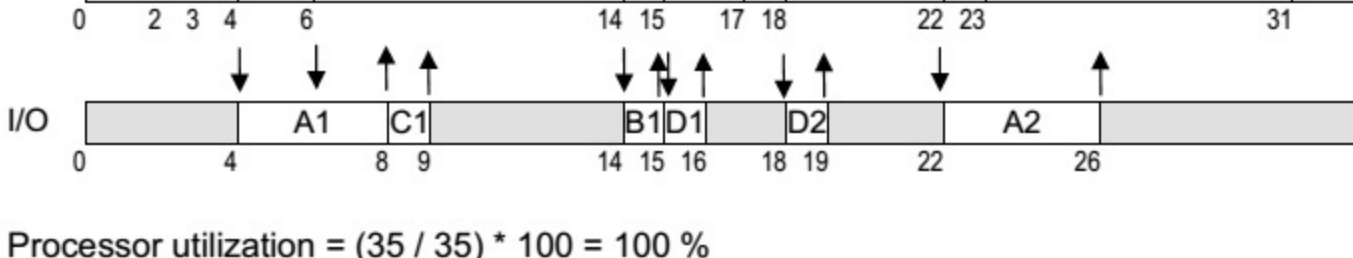 0 2 3 4 6 14 15 17 18 22 23 31
I/O A1 C1 B1 D1 D2 A2
0 4 8 9 14 15 16 18 19 22 26
Processor utilization = (35 / 35) * 100 = 100 %